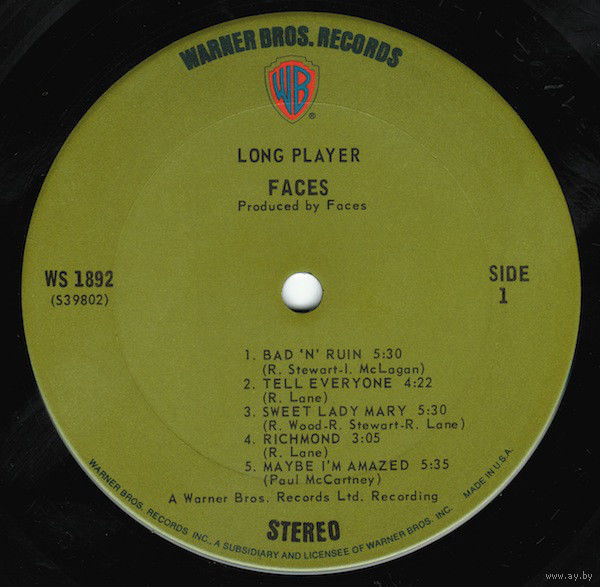 WARNER BROS. RECORDS
WB
®
LONG PLAYER
FACES
Produced by Faces
WS 1892
(S39802)
SIDE
1
1. BAD 'N' RUIN 5:30
(R. Stewart-I. McLagan)
2. TELL EVERYONE 4:22
(R. Lane)
3. SWEET LADY MARY 5:30
(R. Wood-R. Stewart-R. Lane)
4. RICHMOND 3:05
(R. Lane)
5. MAYBE I'M AMAZED 5:35
(Paul McCartney)
A Warner Bros. Records Ltd. Recording
STEREO
WARNER BROS. RECORDS INC., A SUBSIDIARY AND LICENSEE OF WARNER BROS. INC.
MADE IN U.S.A.
www.ay.by